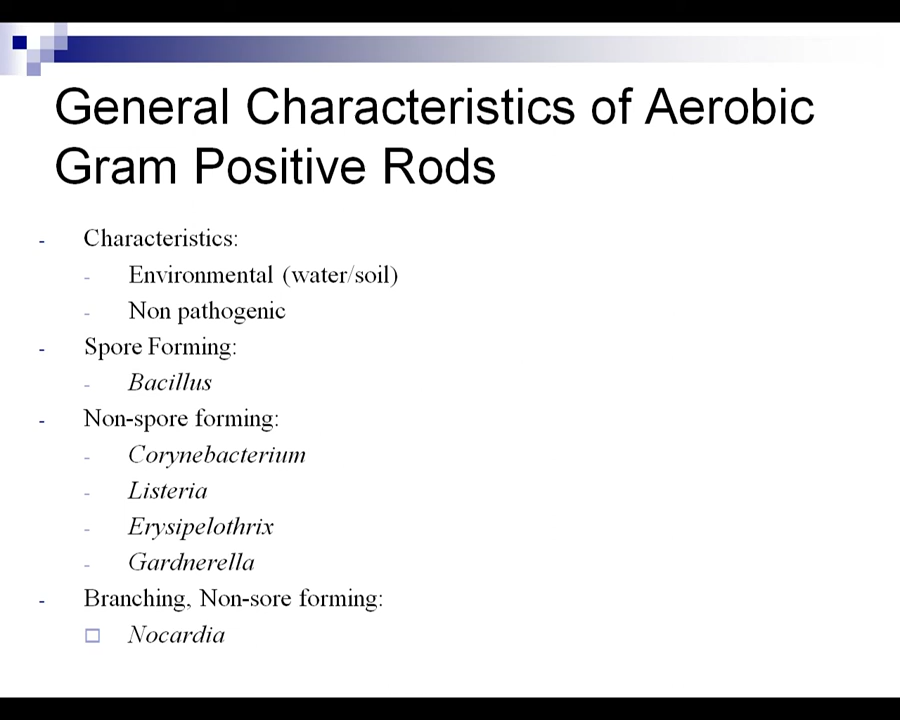 General Characteristics of Aerobic
Gram Positive Rods
- Characteristics:
- Environmental (water/soil)
- Non pathogenic
- Spore Forming:
- Bacillus
- Non-spore forming:
- Corynebacterium
- Listeria
- Erysipelothrix
- Gardnerella
- Branching, Non-sore forming:
Nocardia